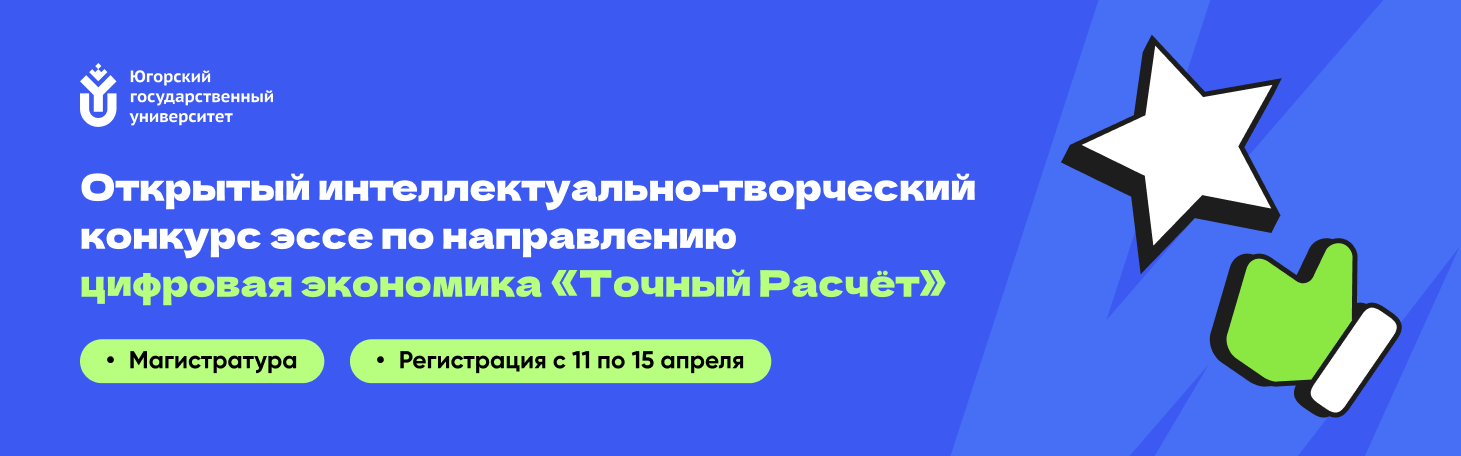 Югорский
государственный
университет
Открытый интеллектуально-творческий
конкурс эссе по направлению
цифровая экономика «Точный Расчёт»
• Магистратура
• Регистрация с 11 по 15 апреля